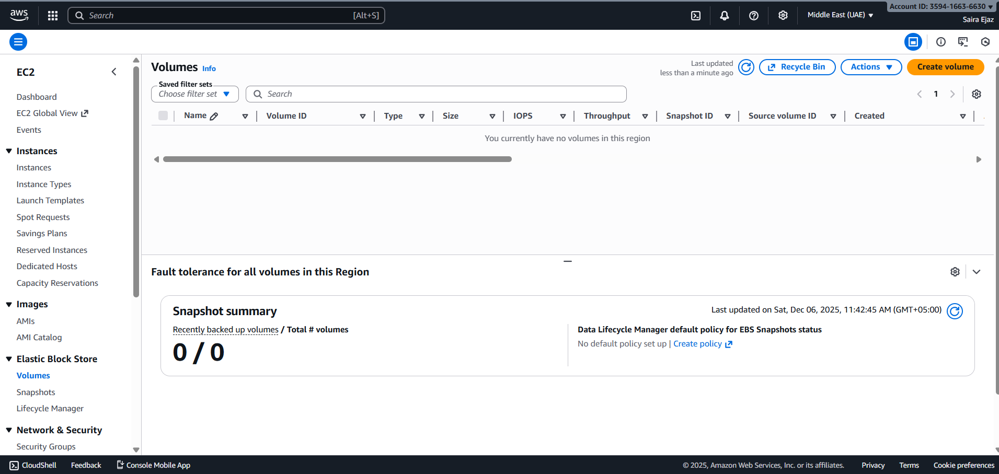 aws
Search [Alt+S]
Middle East (UAE)
Account ID: 3594-1663-6630
Saira Ejaz
EC2
Dashboard
EC2 Global View
Events
Instances
Instances
Instance Types
Launch Templates
Spot Requests
Savings Plans
Reserved Instances
Dedicated Hosts
Capacity Reservations
Images
AMIs
AMI Catalog
Elastic Block Store
Volumes
Snapshots
Lifecycle Manager
Network & Security
Security Groups
Volumes Info
Last updated
less than a minute ago
Recycle Bin
Actions
Create volume
Saved filter sets
Choose filter set
Search
1
Name Volume ID Type Size IOPS Throughput Snapshot ID Source volume ID Created
You currently have no volumes in this region
Fault tolerance for all volumes in this Region
Snapshot summary
Last updated on Sat, Dec 06, 2025, 11:42:45 AM (GMT+05:00)
Recently backed up volumes / Total # volumes
0 / 0
Data Lifecycle Manager default policy for EBS Snapshots status
No default policy set up | Create policy
CloudShell Feedback Console Mobile App © 2025, Amazon Web Services, Inc. or its affiliates. Privacy Terms Cookie preferences